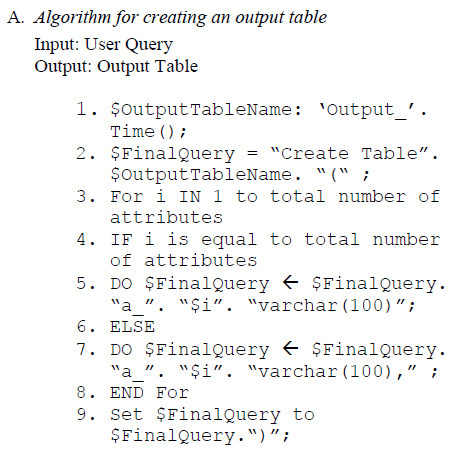 A. Algorithm for creating an output table
Input: User Query
Output: Output Table
1. $OutputTableName: ‘Output_’.
Time();
2. $FinalQuery = “Create Table”.
$OutputTableName. “(“ ;
3. For i IN 1 to total number of
attributes
4. IF i is equal to total number
of attributes
5. DO $FinalQuery ← $FinalQuery.
“a_”. “$i”. “varchar(100)”;
6. ELSE
7. DO $FinalQuery ← $FinalQuery.
“a_”. “$i”. “varchar(100),” ;
8. END For
9. Set $FinalQuery to
$FinalQuery.“)”;